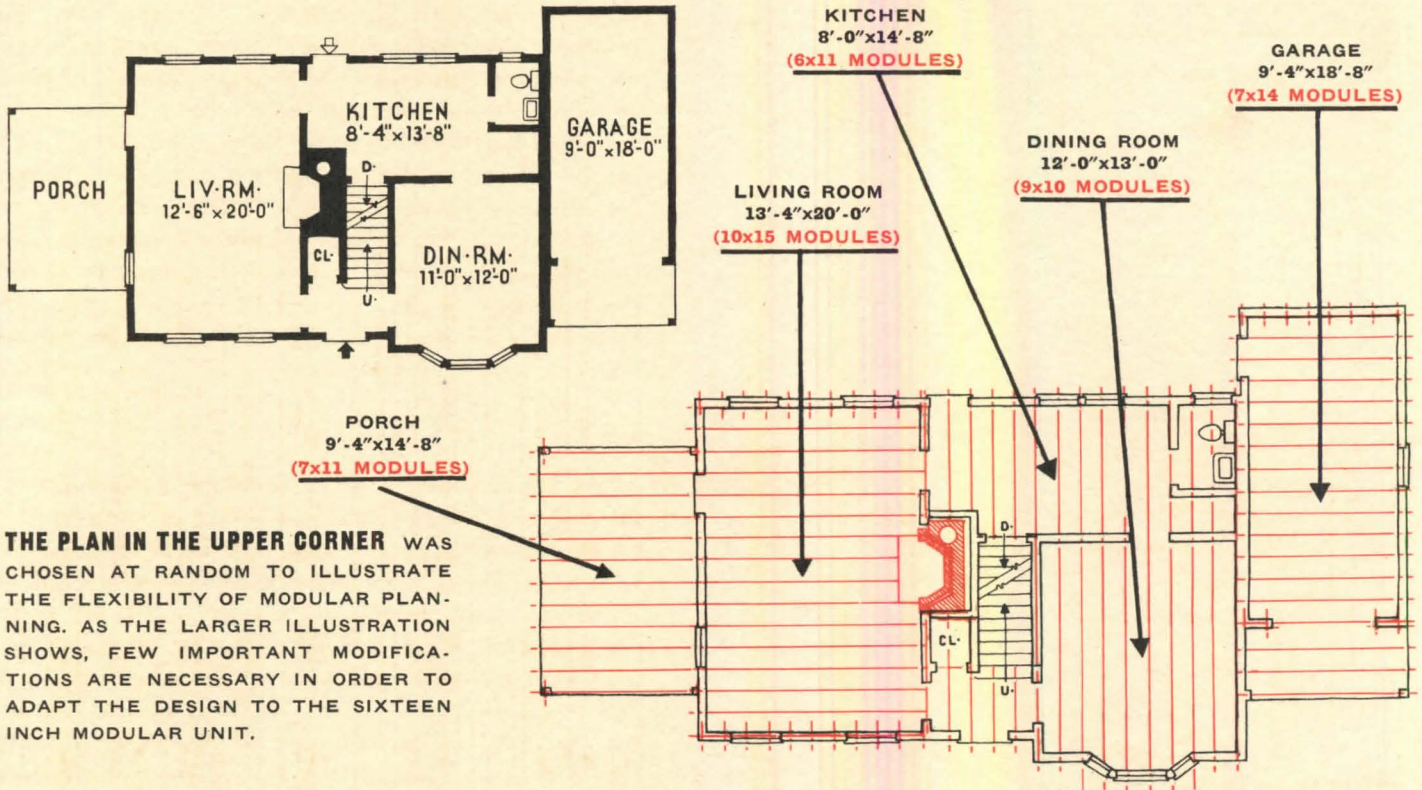 KITCHEN
8'-4"x13'-8"
GARAGE
9'-0"x18'-0"
PORCH
LIV·RM·
12'-6"x20'-0"
D·
CL·
DIN·RM·
11'-0"x12'-0"
U·
KITCHEN
8'-0"x14'-8"
(6x11 MODULES)
GARAGE
9'-4"x18'-8"
(7x14 MODULES)
DINING ROOM
12'-0"x13'-0"
(9x10 MODULES)
LIVING ROOM
13'-4"x20'-0"
(10x15 MODULES)
PORCH
9'-4"x14'-8"
(7x11 MODULES)
D·
CL·
U·
THE PLAN IN THE UPPER CORNER WAS
CHOSEN AT RANDOM TO ILLUSTRATE
THE FLEXIBILITY OF MODULAR PLAN-
NING. AS THE LARGER ILLUSTRATION
SHOWS, FEW IMPORTANT MODIFICA-
TIONS ARE NECESSARY IN ORDER TO
ADAPT THE DESIGN TO THE SIXTEEN
INCH MODULAR UNIT.